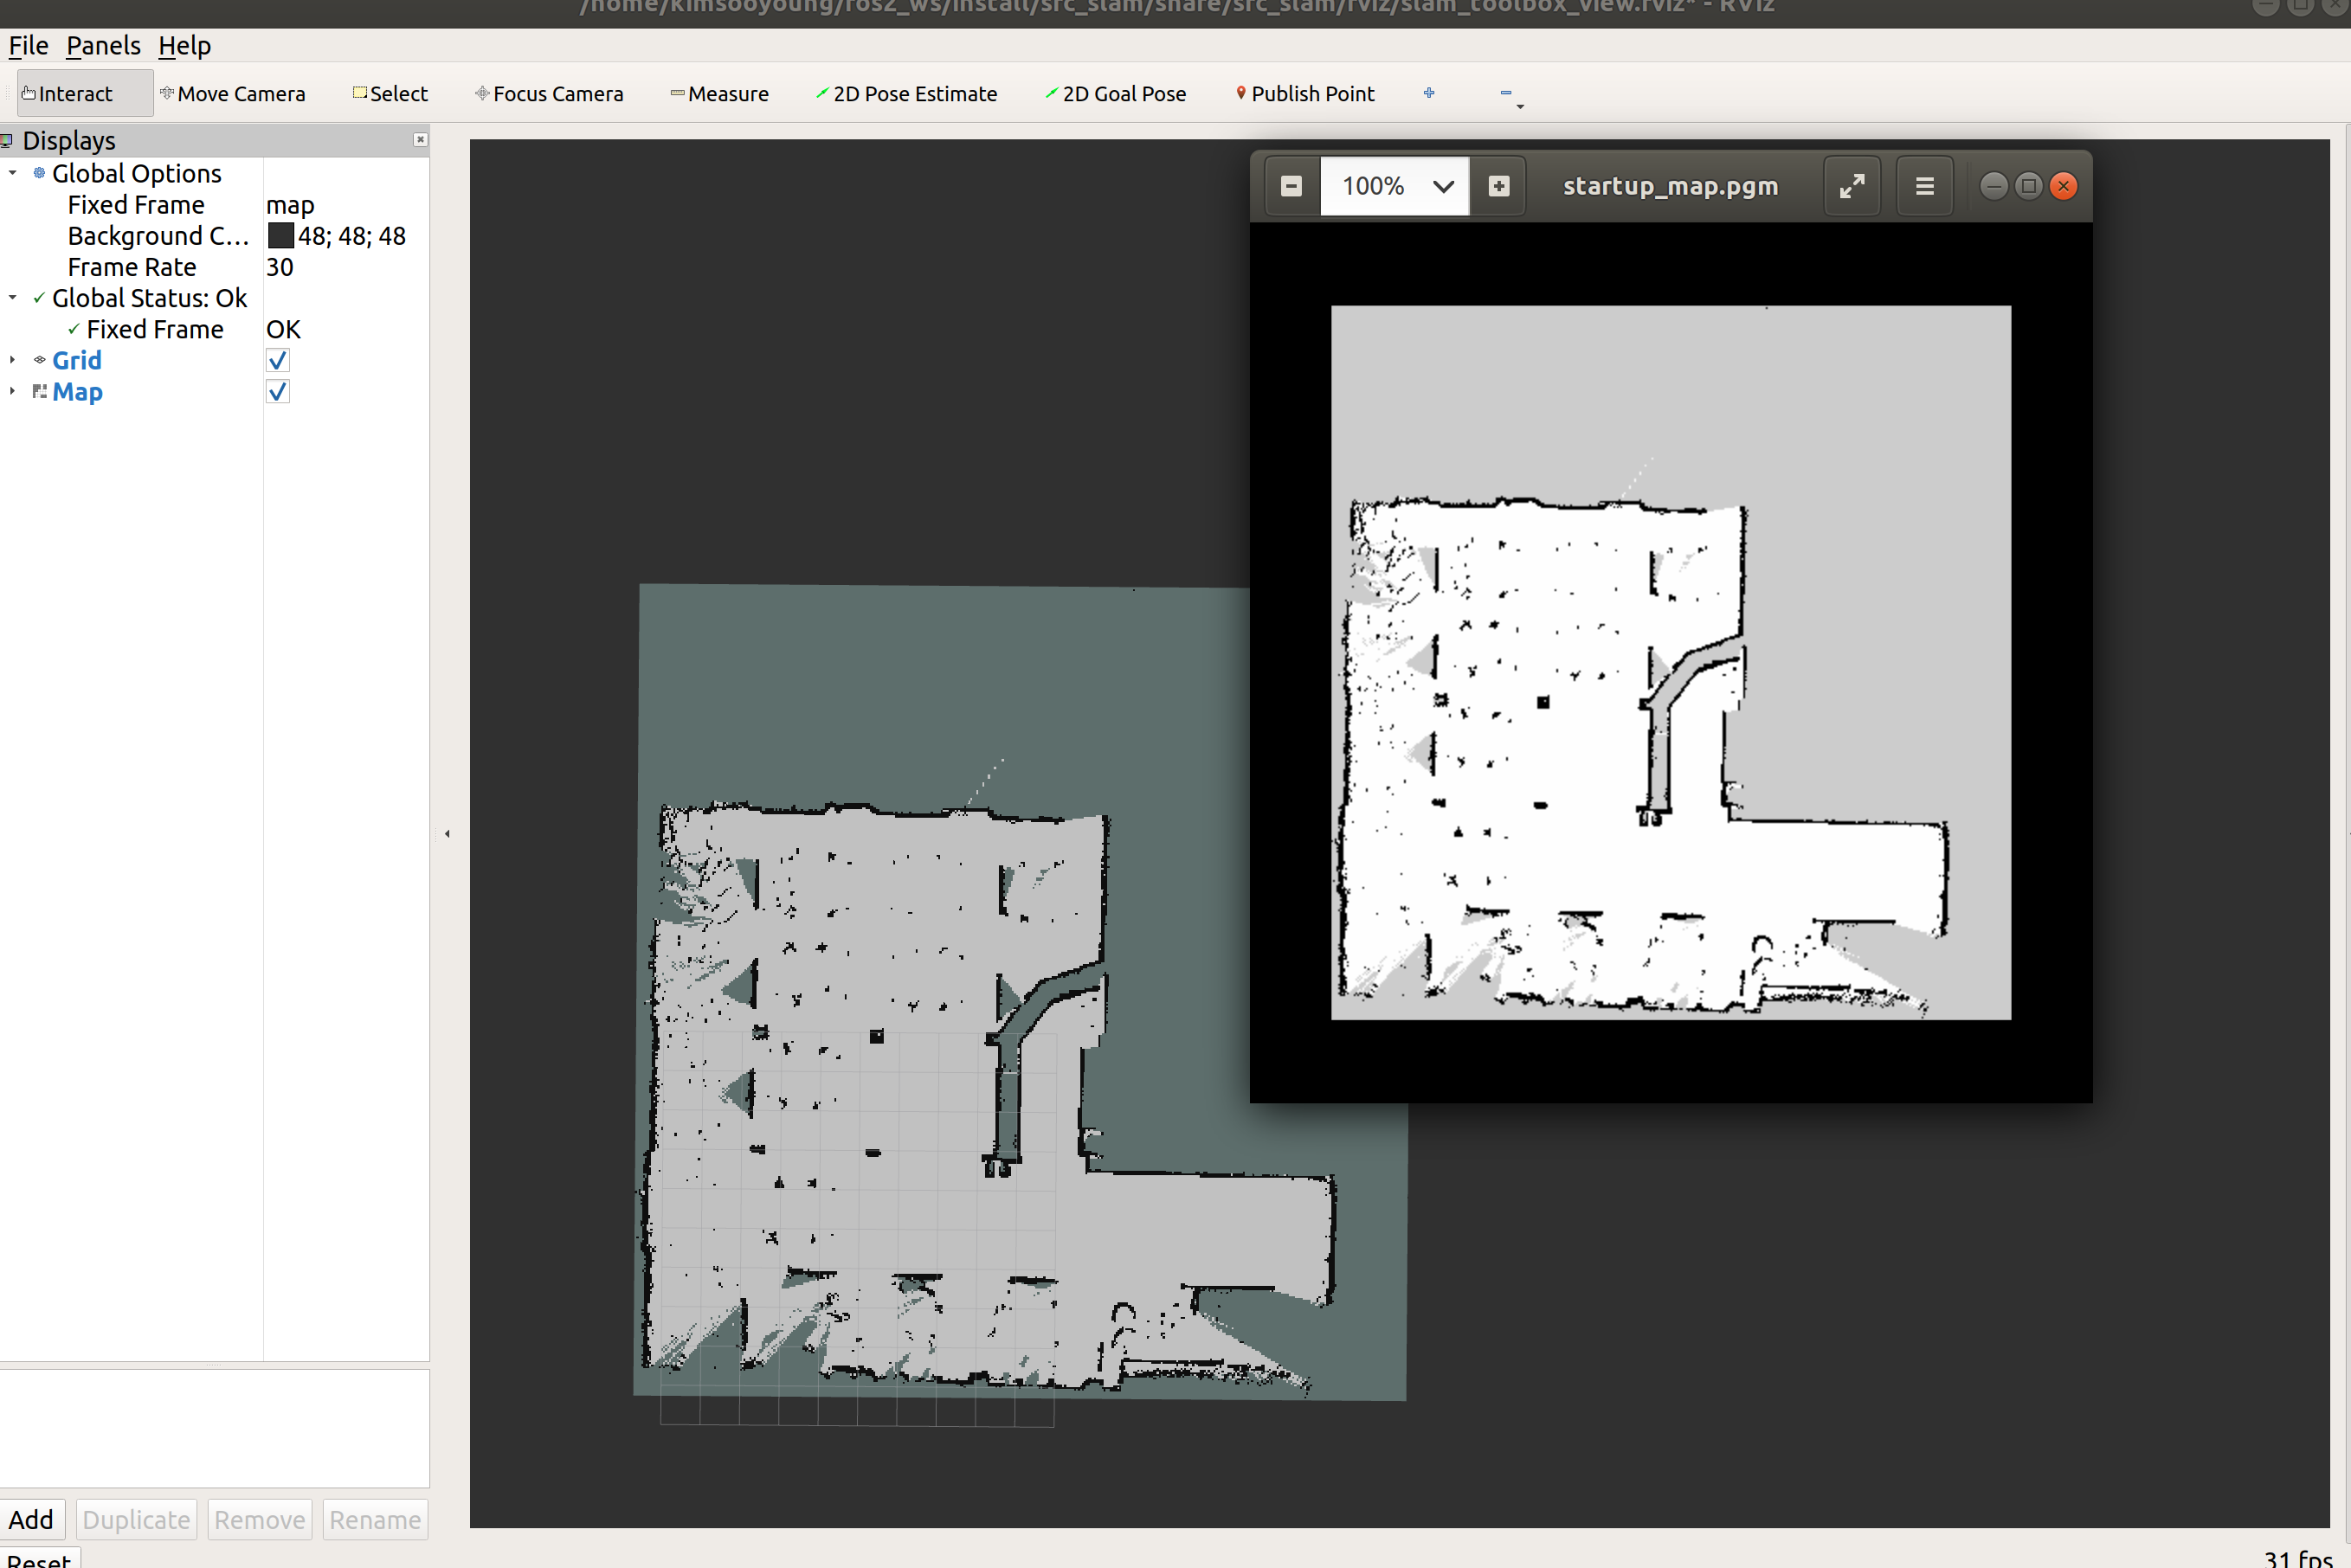 /home/kimsooyoung/ros2_ws/install/src_slam/share/src_slam/rviz/slam_toolbox_view.rviz* - RViz
File Panels Help
Interact Move Camera Select Focus Camera Measure 2D Pose Estimate 2D Goal Pose Publish Point
Displays
Global Options
Fixed Frame map
Background C... 48; 48; 48
Frame Rate 30
Global Status: Ok
Fixed Frame OK
Grid
Map
100% startup_map.pgm
Add Duplicate Remove Rename
Reset
31 fps